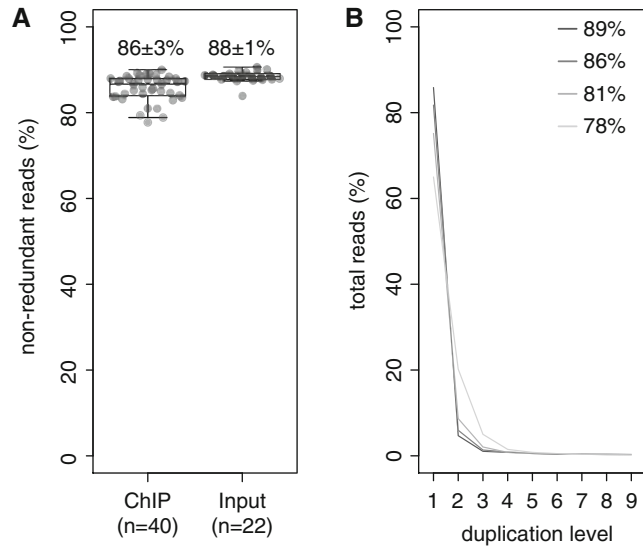 A
100
80
60
40
20
0
non-redundant reads (%)
86±3%
88±1%
ChIP
(n=40)
Input
(n=22)
B
100
80
60
40
20
0
total reads (%)
89%
86%
81%
78%
1 2 3 4 5 6 7 8 9
duplication level